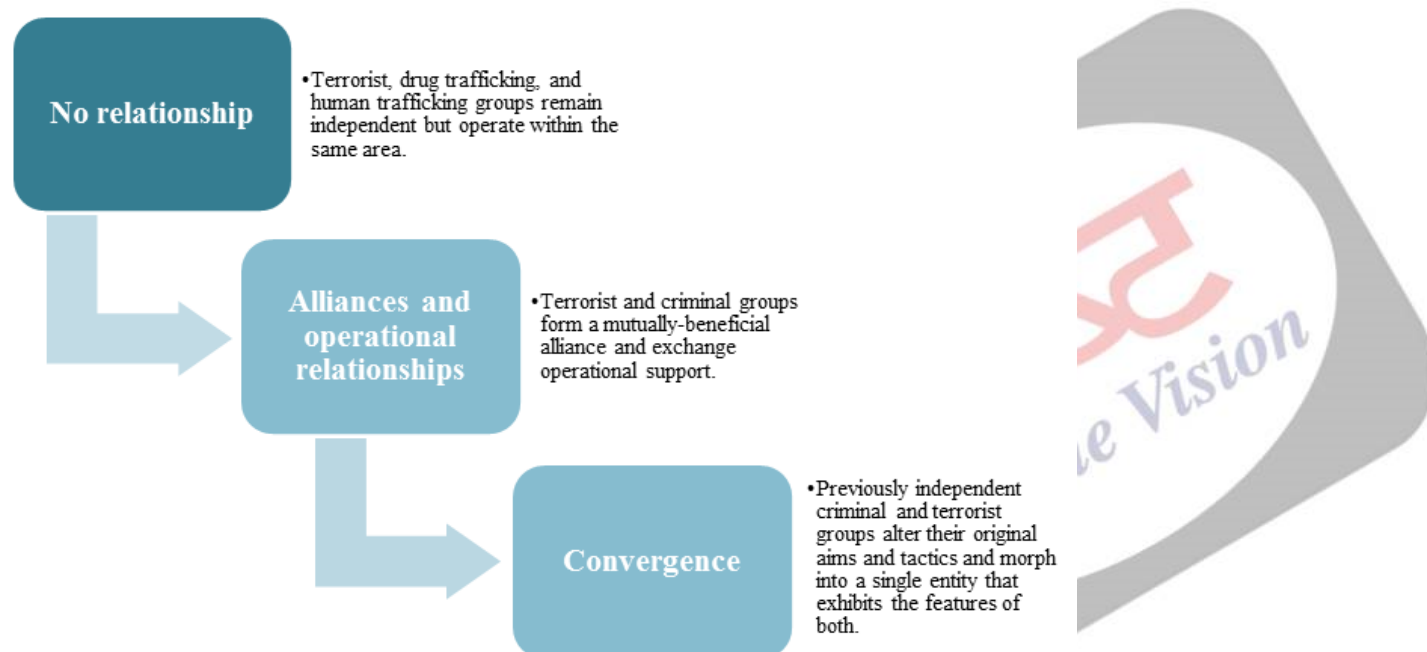 No relationship
•Terrorist, drug trafficking, and
human trafficking groups remain
independent but operate within the
same area.
Alliances and
operational
relationships
•Terrorist and criminal groups
form a mutually-beneficial
alliance and exchange
operational support.
Convergence
•Previously independent
criminal and terrorist
groups alter their original
aims and tactics and morph
into a single entity that
exhibits the features of
both.
Vision